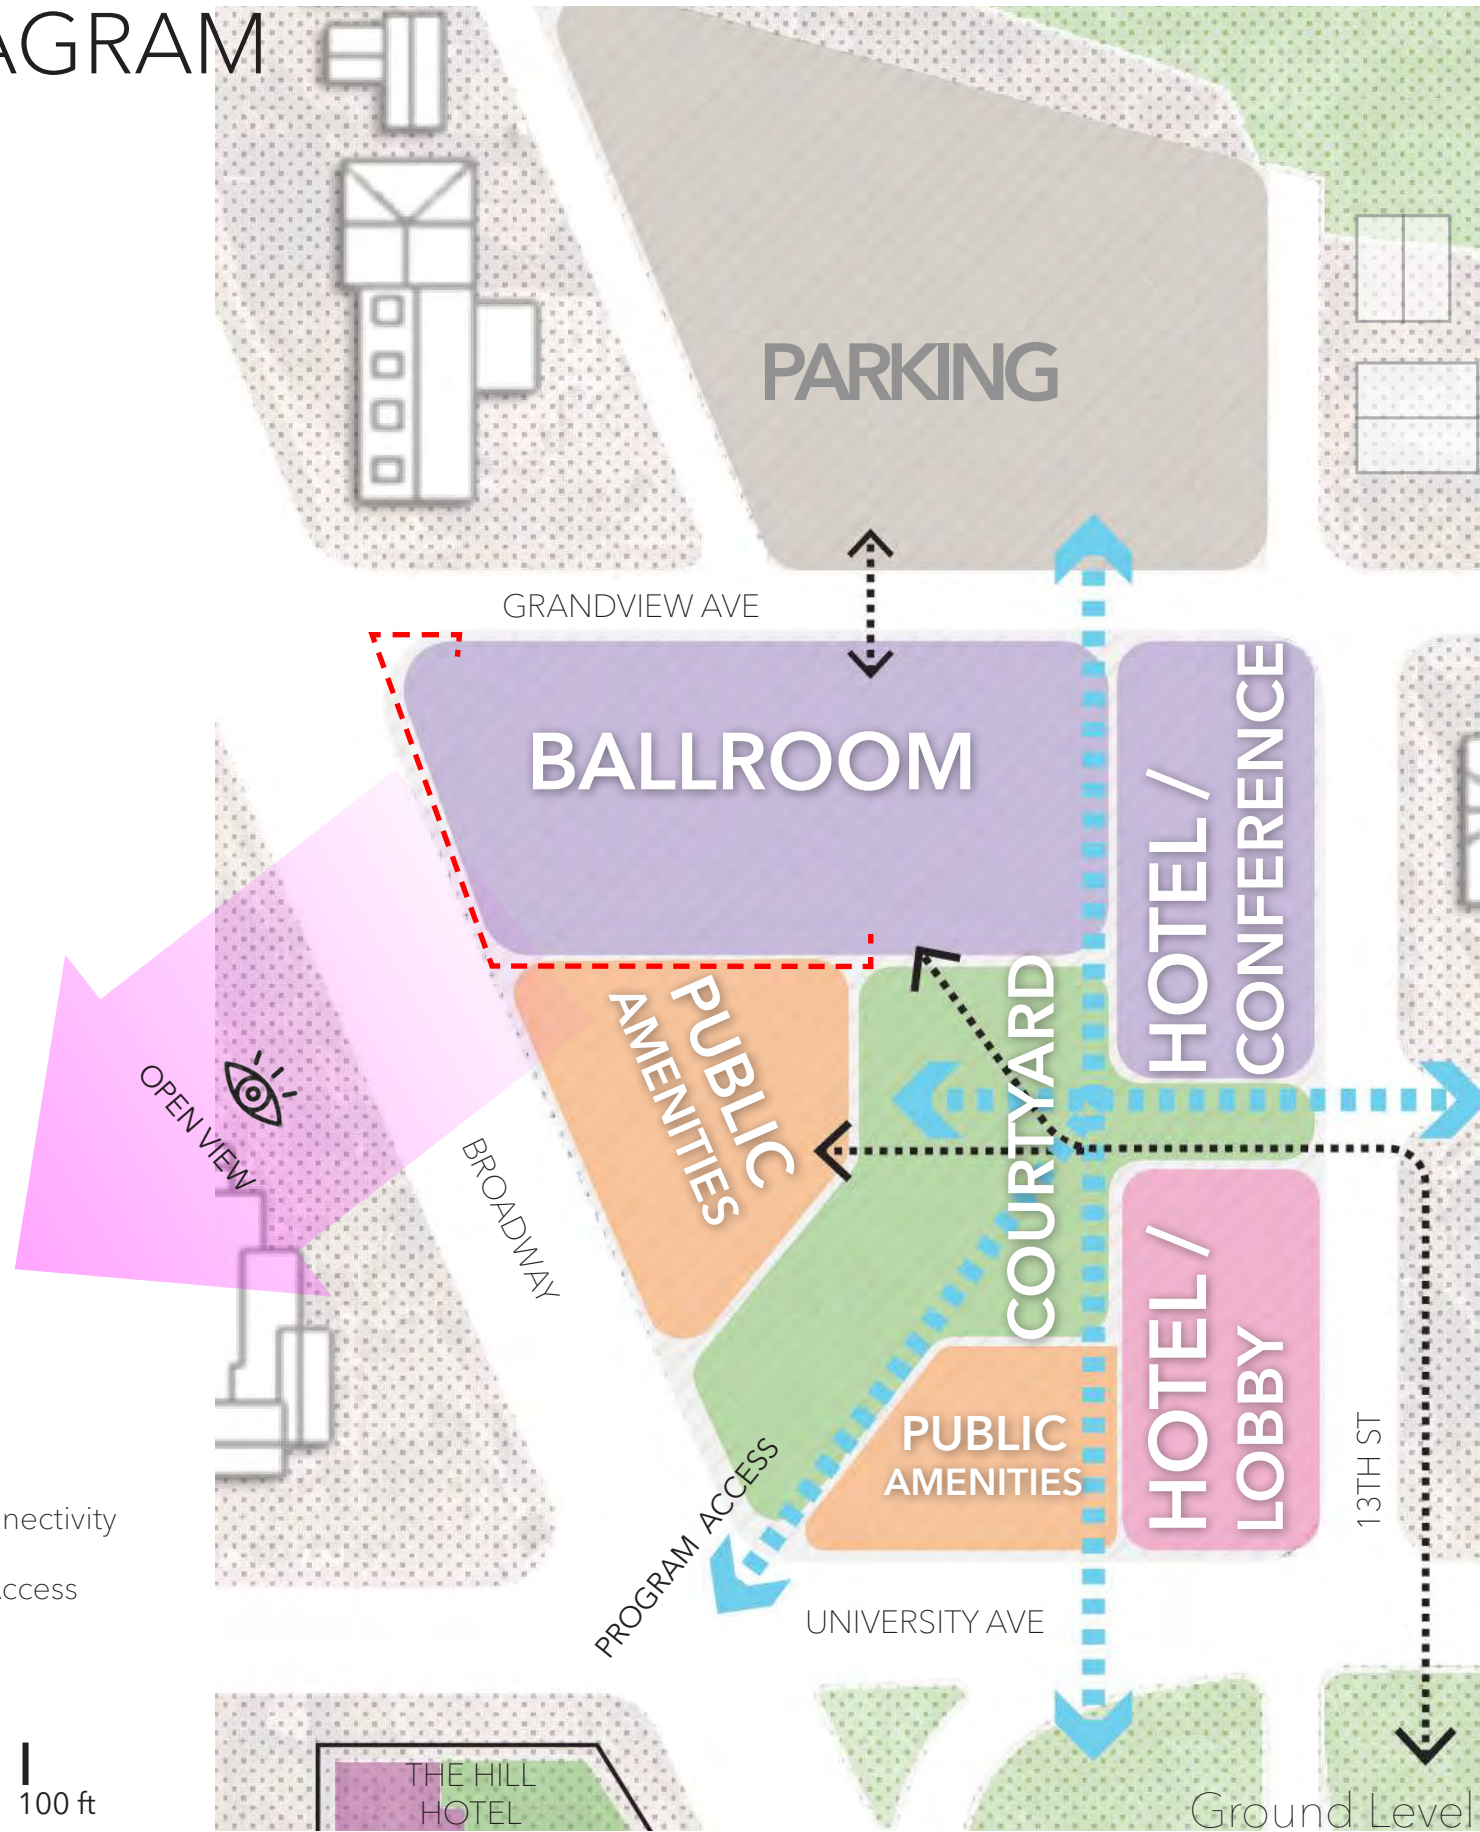 AGRAM
PARKING
GRANDVIEW AVE
BALLROOM
HOTEL /
CONFERENCE
PUBLIC
AMENITIES
COURTYARD
OPEN VIEW
BROADWAY
HOTEL /
LOBBY
PUBLIC
AMENITIES
13TH ST
PROGRAM ACCESS
UNIVERSITY AVE
nectivity
ccess
100 ft
THE HILL
HOTEL
Ground Level